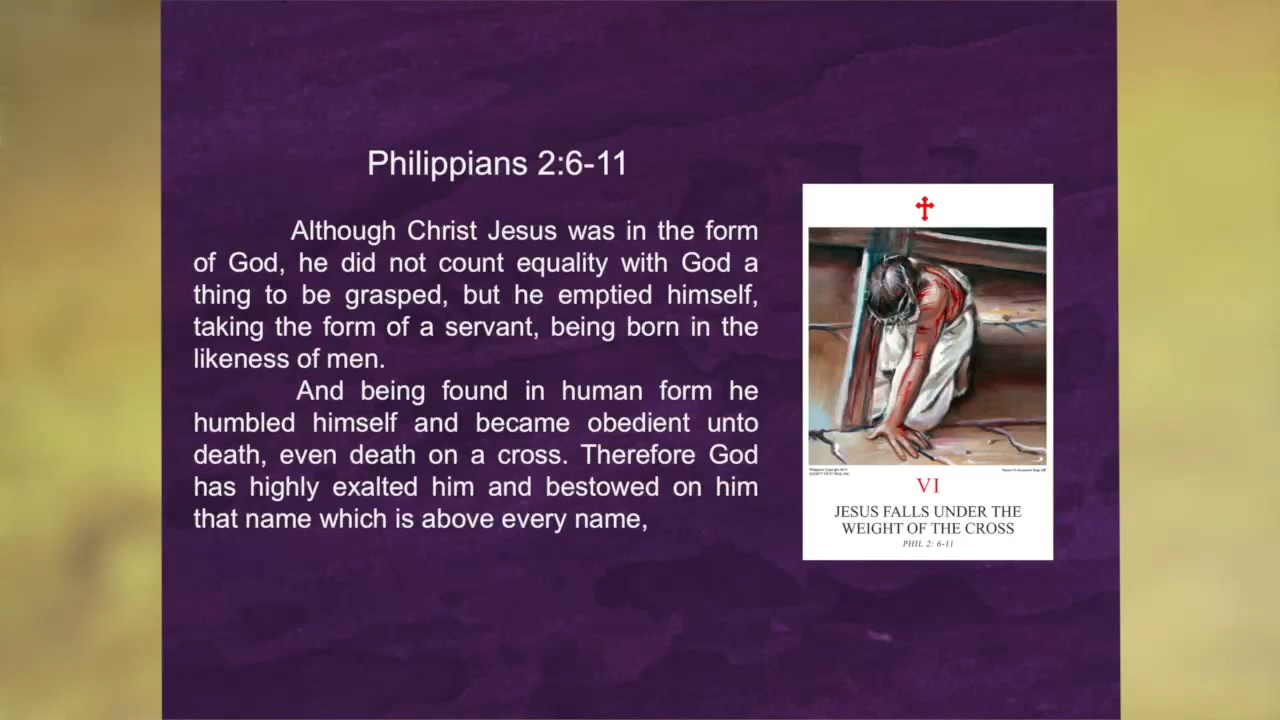 Philippians 2:6-11
Although Christ Jesus was in the form
of God, he did not count equality with God a
thing to be grasped, but he emptied himself,
taking the form of a servant, being born in the
likeness of men.
And being found in human form he
humbled himself and became obedient unto
death, even death on a cross. Therefore God
has highly exalted him and bestowed on him
that name which is above every name,
VI
JESUS FALLS UNDER THE
WEIGHT OF THE CROSS
PHIL 2: 6-11